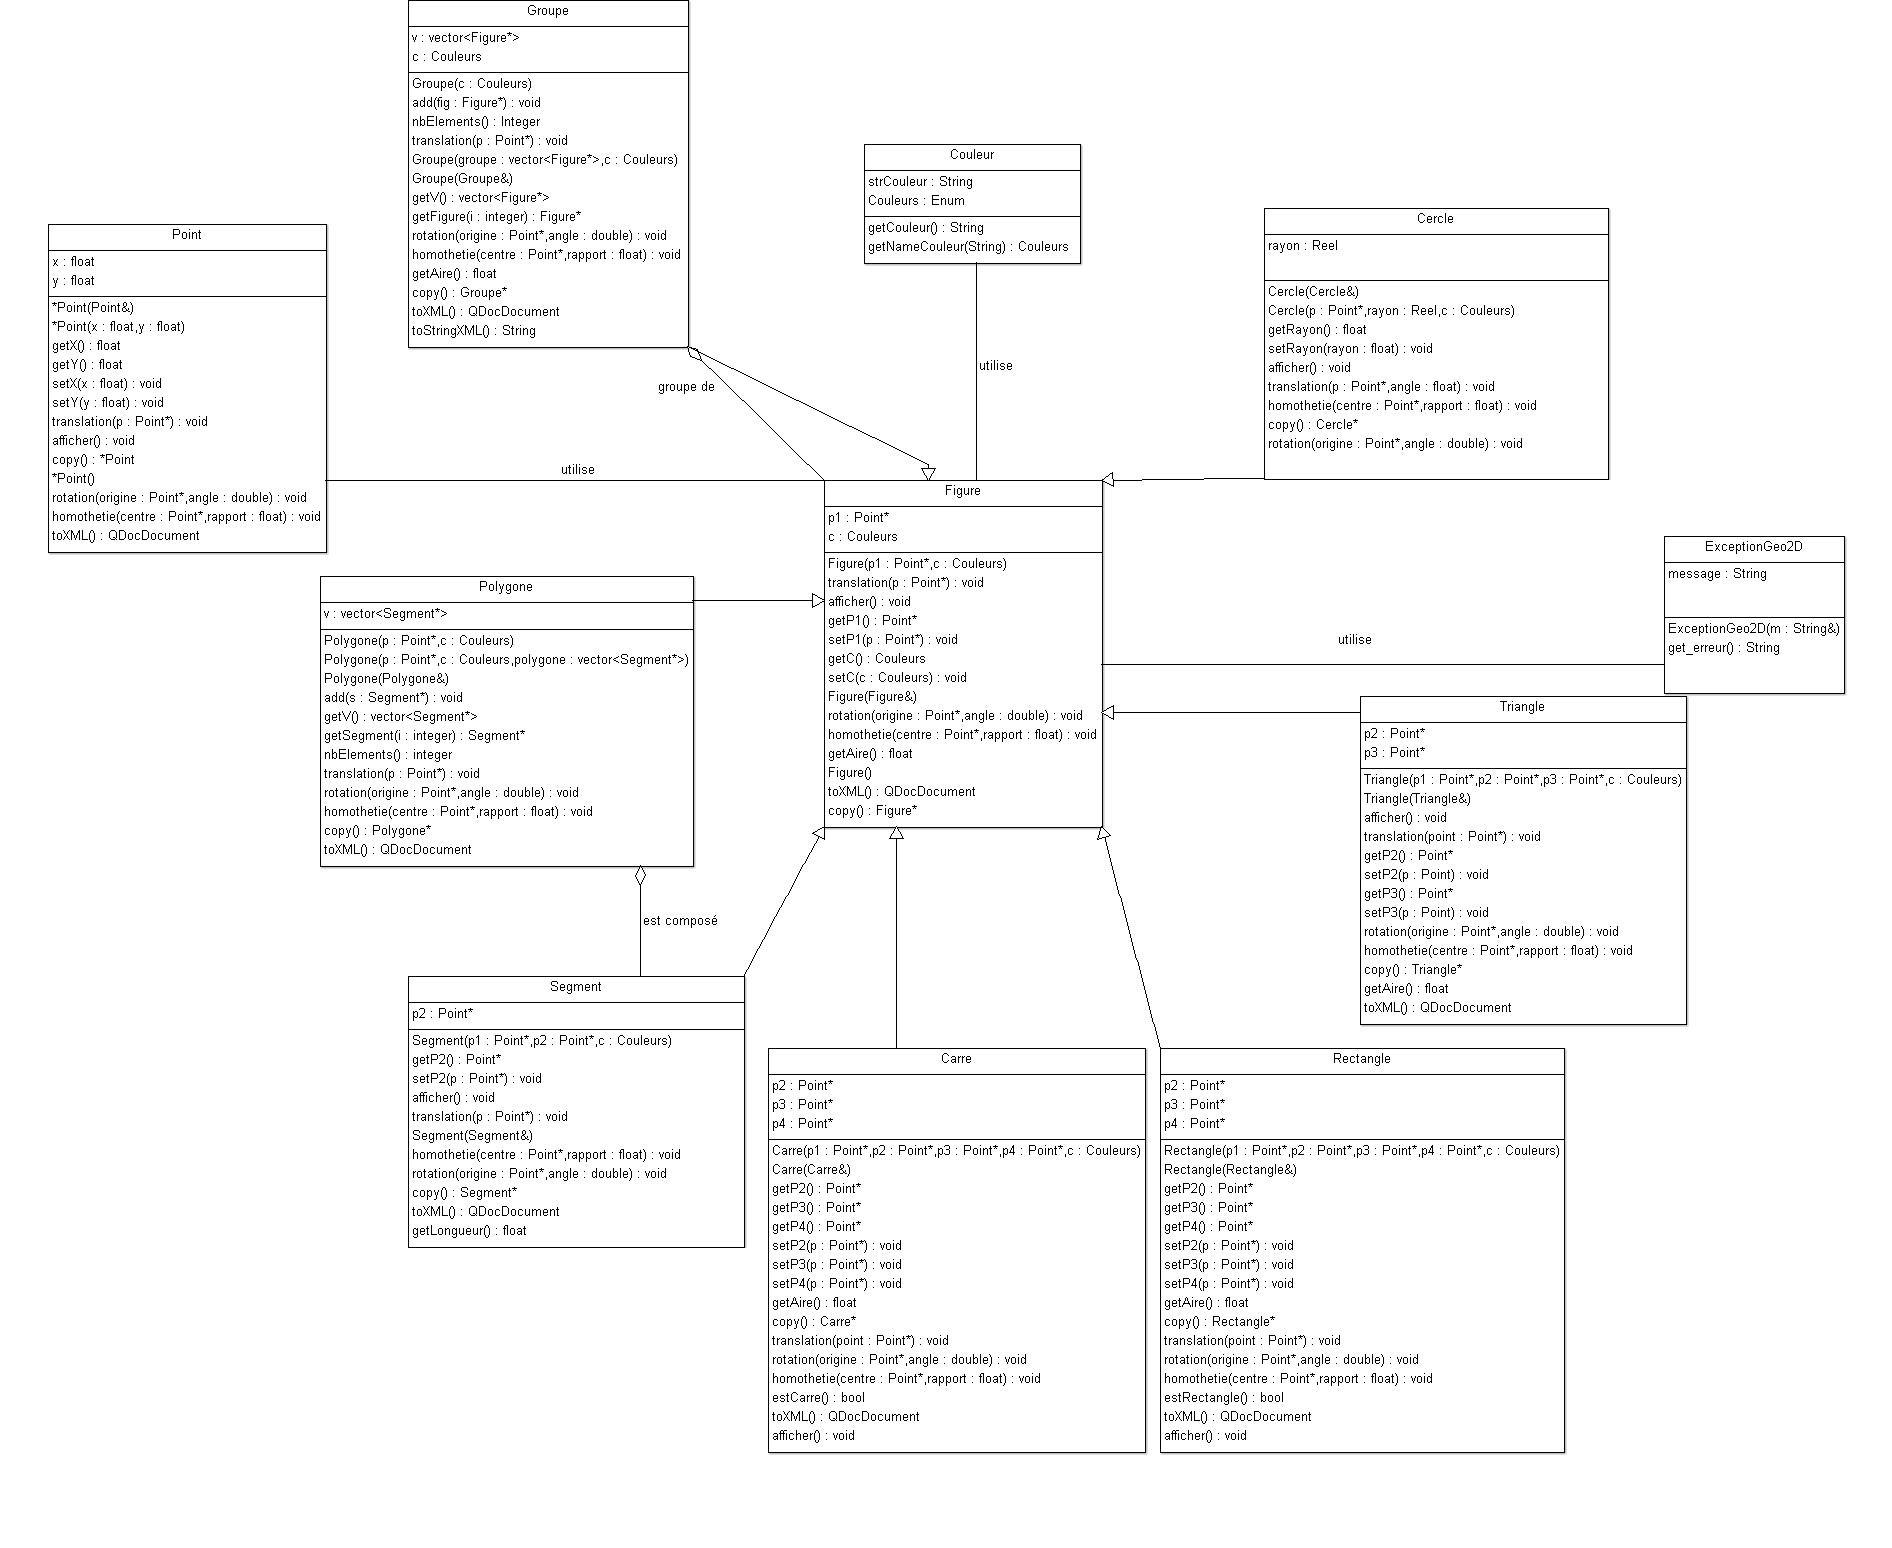 Groupe
v : vector<Figure*>
c : Couleurs
Groupe(c : Couleurs)
add(fig : Figure*) : void
nbElements() : Integer
translation(p : Point*) : void
Groupe(groupe : vector<Figure*>,c : Couleurs)
Groupe(Groupe&)
getV() : vector<Figure*>
getFigure(i : integer) : Figure*
rotation(origine : Point*,angle : double) : void
homothetie(centre : Point*,rapport : float) : void
getAire() : float
copy() : Groupe*
toXML() : QDocDocument
toStringXML() : String
Couleur
strCouleur : String
Couleurs : Enum
getCouleur() : String
getNameCouleur(String) : Couleurs
Cercle
rayon : Reel
Cercle(Cercle&)
Cercle(p : Point*,rayon : Reel,c : Couleurs)
getRayon() : float
setRayon(rayon : float) : void
afficher() : void
translation(p : Point*,angle : float) : void
homothetie(centre : Point*,rapport : float) : void
copy() : Cercle*
rotation(origine : Point*,angle : double) : void
Point
x : float
y : float
*Point(Point&)
*Point(x : float,y : float)
getX() : float
getY() : float
setX(x : float) : void
setY(y : float) : void
translation(p : Point*) : void
afficher() : void
copy() : *Point
*Point()
rotation(origine : Point*,angle : double) : void
homothetie(centre : Point*,rapport : float) : void
toXML() : QDocDocument
groupe de
utilise
utilise
Figure
p1 : Point*
c : Couleurs
Figure(p1 : Point*,c : Couleurs)
translation(p : Point*) : void
afficher() : void
getP1() : Point*
setP1(p : Point*) : void
getC() : Couleurs
setC(c : Couleurs) : void
Figure(Figure&)
rotation(origine : Point*,angle : double) : void
homothetie(centre : Point*,rapport : float) : void
getAire() : float
Figure()
toXML() : QDocDocument
copy() : Figure*
utilise
ExceptionGeo2D
message : String
ExceptionGeo2D(m : String&)
get_erreur() : String
Polygone
v : vector<Segment*>
Polygone(p : Point*,c : Couleurs)
Polygone(p : Point*,c : Couleurs,polygone : vector<Segment*>)
Polygone(Polygone&)
add(s : Segment*) : void
getV() : vector<Segment*>
getSegment(i : integer) : Segment*
nbElements() : integer
translation(p : Point*) : void
rotation(origine : Point*,angle : double) : void
homothetie(centre : Point*,rapport : float) : void
copy() : Polygone*
toXML() : QDocDocument
est composé
Triangle
p2 : Point*
p3 : Point*
Triangle(p1 : Point*,p2 : Point*,p3 : Point*,c : Couleurs)
Triangle(Triangle&)
afficher() : void
translation(point : Point*) : void
getP2() : Point*
setP2(p : Point) : void
getP3() : Point*
setP3(p : Point) : void
rotation(origine : Point*,angle : double) : void
homothetie(centre : Point*,rapport : float) : void
copy() : Triangle*
getAire() : float
toXML() : QDocDocument
Segment
p2 : Point*
Segment(p1 : Point*,p2 : Point*,c : Couleurs)
getP2() : Point*
setP2(p : Point*) : void
afficher() : void
translation(p : Point*) : void
Segment(Segment&)
homothetie(centre : Point*,rapport : float) : void
rotation(origine : Point*,angle : double) : void
copy() : Segment*
toXML() : QDocDocument
getLongueur() : float
Carre
p2 : Point*
p3 : Point*
p4 : Point*
Carre(p1 : Point*,p2 : Point*,p3 : Point*,p4 : Point*,c : Couleurs)
Carre(Carre&)
getP2() : Point*
getP3() : Point*
getP4() : Point*
setP2(p : Point*) : void
setP3(p : Point*) : void
setP4(p : Point*) : void
getAire() : float
copy() : Carre*
translation(point : Point*) : void
rotation(origine : Point*,angle : double) : void
homothetie(centre : Point*,rapport : float) : void
estCarre() : bool
toXML() : QDocDocument
afficher() : void
Rectangle
p2 : Point*
p3 : Point*
p4 : Point*
Rectangle(p1 : Point*,p2 : Point*,p3 : Point*,p4 : Point*,c : Couleurs)
Rectangle(Rectangle&)
getP2() : Point*
getP3() : Point*
getP4() : Point*
setP2(p : Point*) : void
setP3(p : Point*) : void
setP4(p : Point*) : void
getAire() : float
copy() : Rectangle*
translation(point : Point*) : void
rotation(origine : Point*,angle : double) : void
homothetie(centre : Point*,rapport : float) : void
estRectangle() : bool
toXML() : QDocDocument
afficher() : void